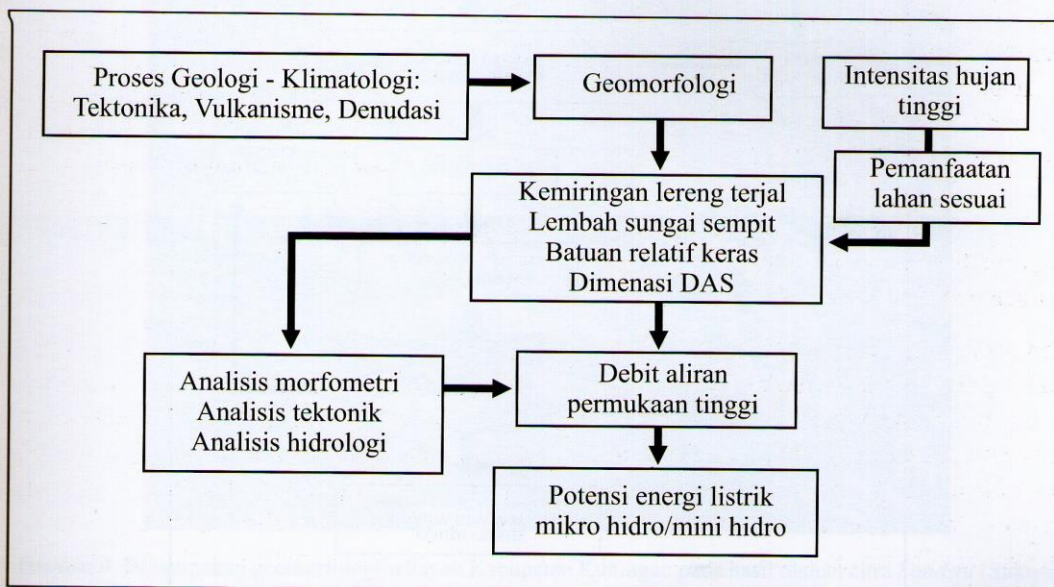 Proses Geologi - Klimatologi:
Tektonika, Vulkanisme, Denudasi
Geomorfologi
Intensitas hujan
tinggi
Pemanfaatan
lahan sesuai
Kemiringan lereng terjal
Lembah sungai sempit
Batuan relatif keras
Dimenasi DAS
Analisis morfometri
Analisis tektonik
Analisis hidrologi
Debit aliran
permukaan tinggi
Potensi energi listrik
mikro hidro/mini hidro